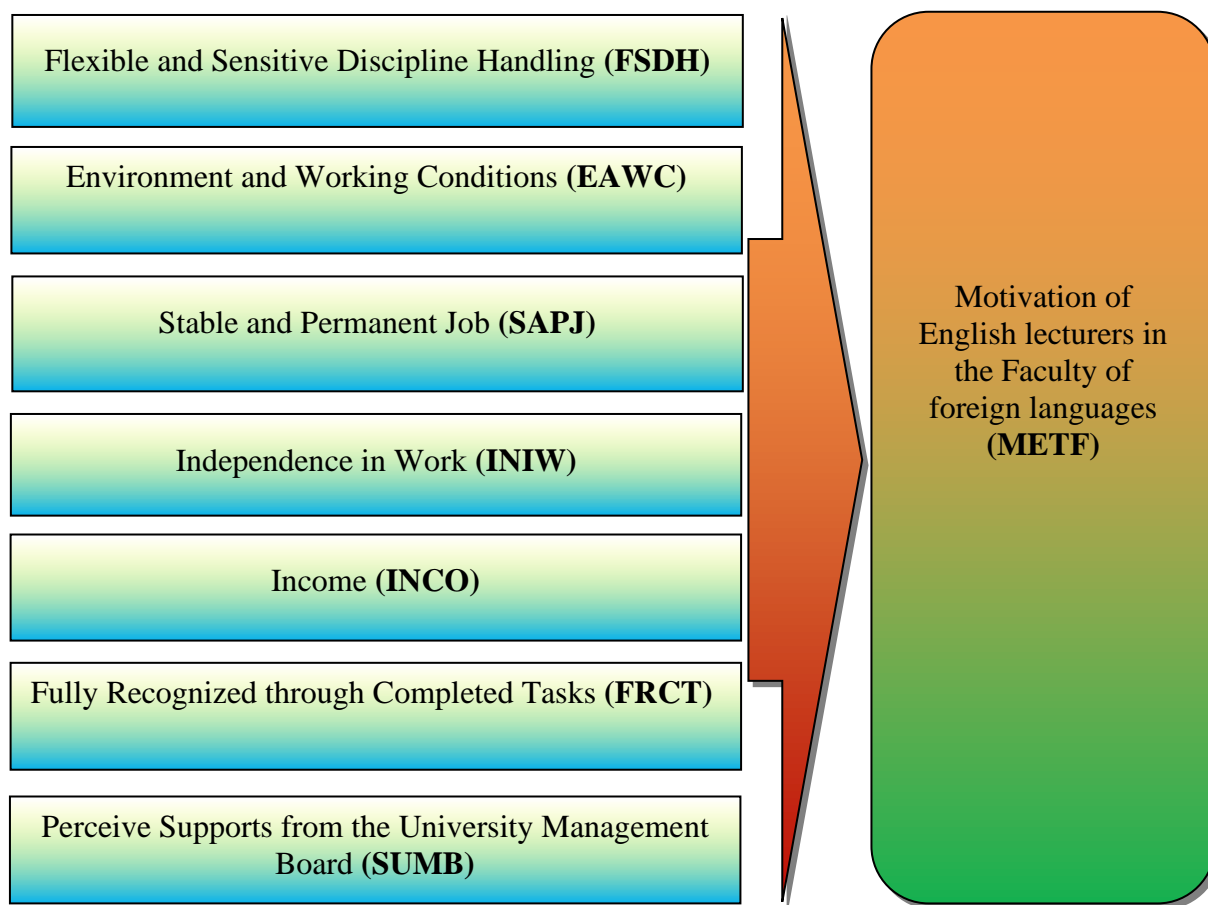 Flexible and Sensitive Discipline Handling (FSDH)
Environment and Working Conditions (EAWC)
Stable and Permanent Job (SAPJ)
Independence in Work (INIW)
Income (INCO)
Fully Recognized through Completed Tasks (FRCT)
Perceive Supports from the University Management
Board (SUMB)
Motivation of
English lecturers in
the Faculty of
foreign languages
(METF)